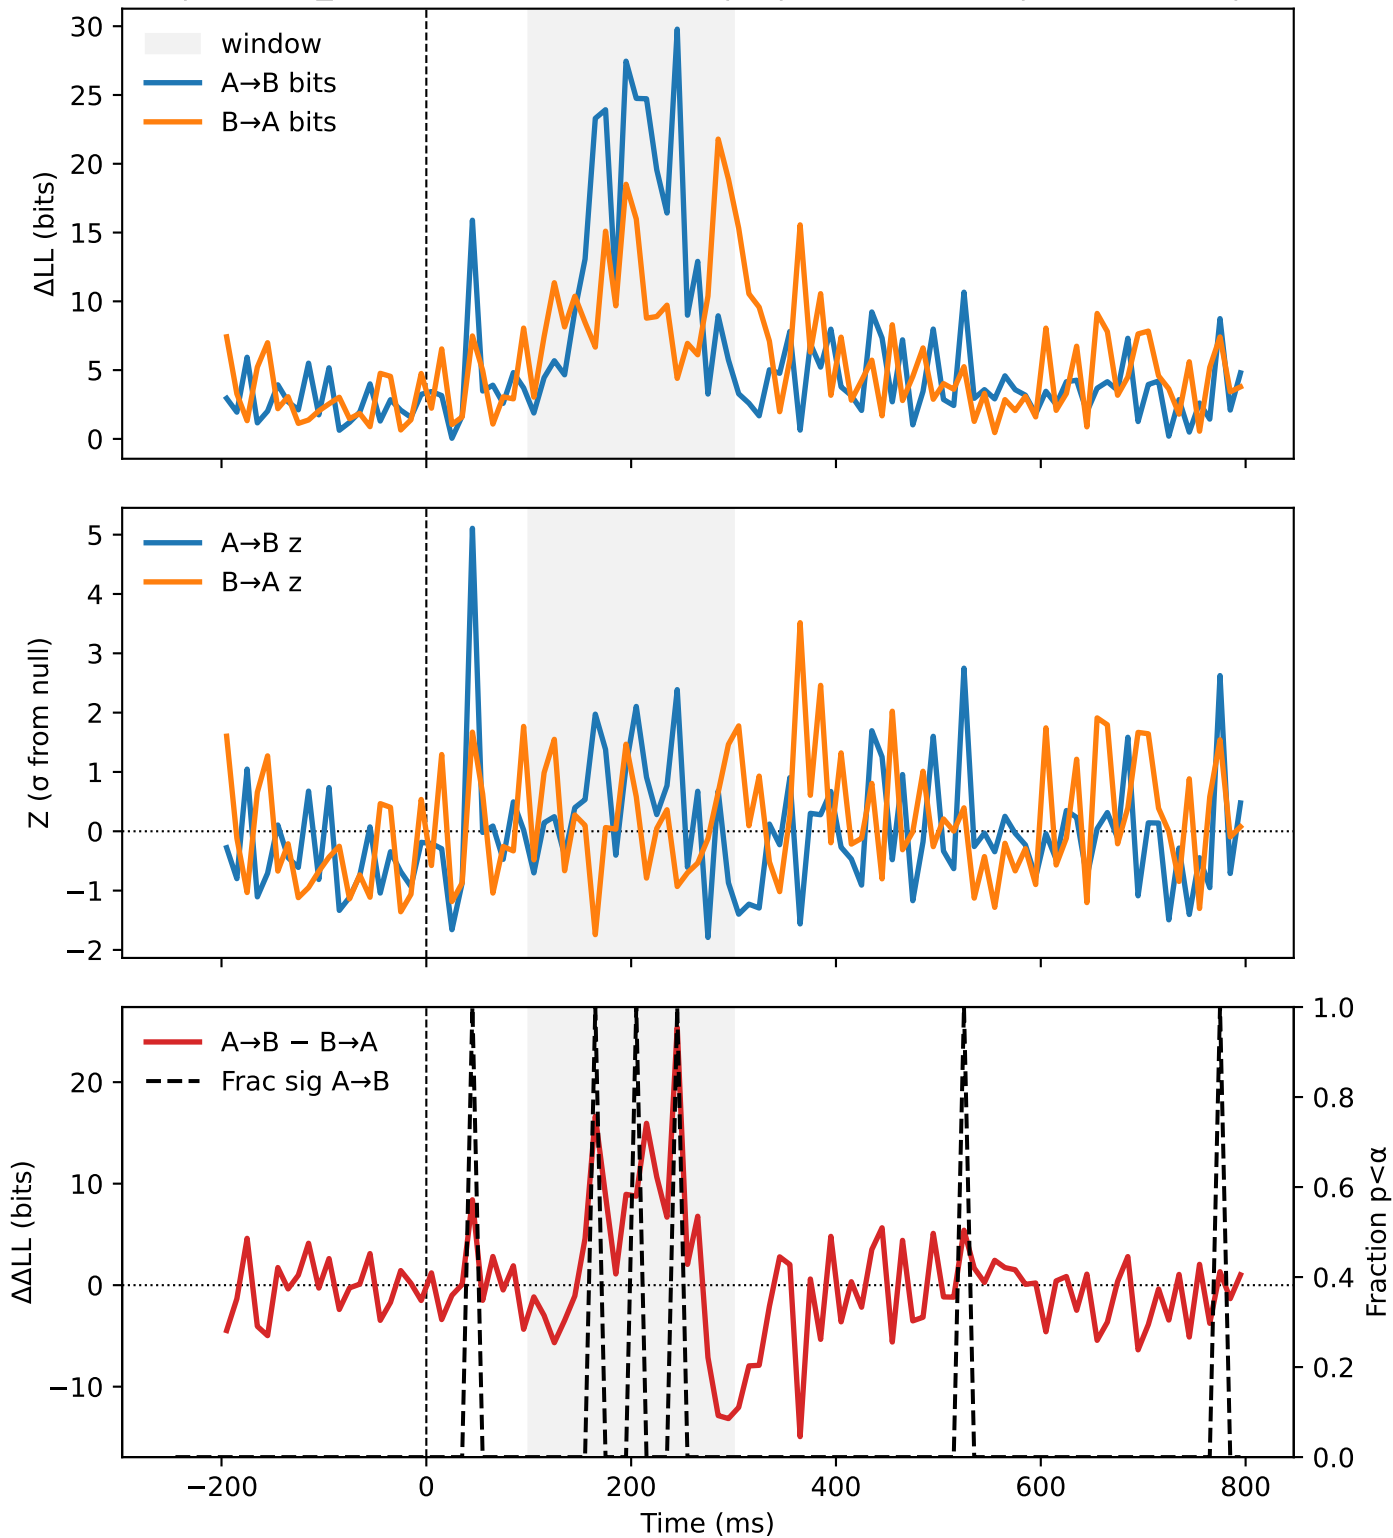 30
25
20
15
10
5
0
ΔLL (bits)
window
A→B bits
B→A bits
5
4
3
2
1
0
−1
−2
Z (σ from null)
A→B z
B→A z
20
10
0
−10
ΔΔLL (bits)
A→B − B→A
Frac sig A→B
1.0
0.8
0.6
0.4
0.2
0.0
Fraction p<α
−200 0 200 400 600 800
Time (ms)